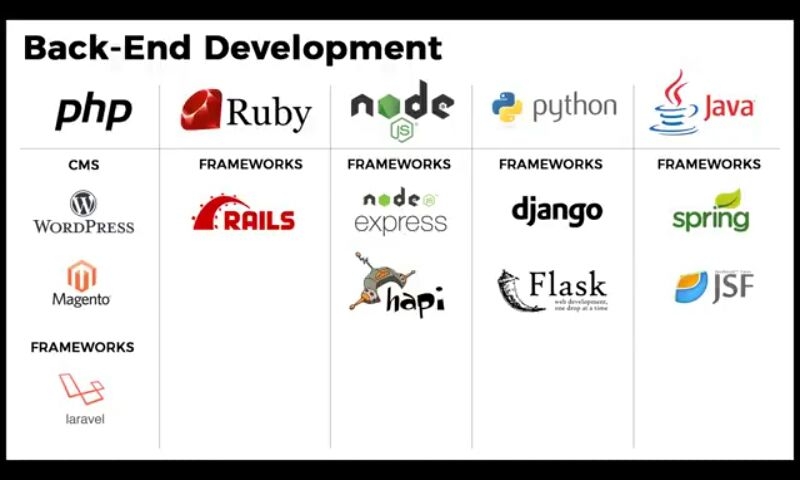 Back-End Development
php
Ruby
node
JS
python
Java
CMS
FRAMEWORKS
FRAMEWORKS
FRAMEWORKS
FRAMEWORKS
WORDPRESS
RAILS
node
JS
express
django
spring
Magento
hapi
Flask
web development,
one drop at a time
JSF
FRAMEWORKS
laravel